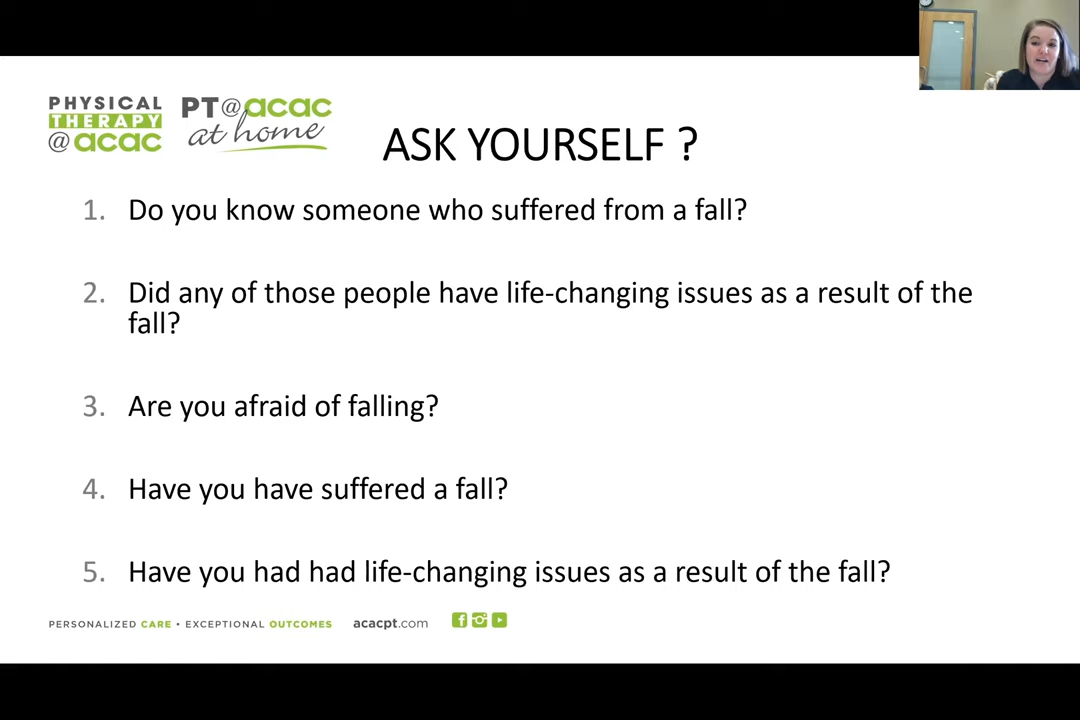 PHYSICAL
THERAPY
@acac
PT@acac
at home
ASK YOURSELF ?
1. Do you know someone who suffered from a fall?
2. Did any of those people have life-changing issues as a result of the
fall?
3. Are you afraid of falling?
4. Have you have suffered a fall?
5. Have you had had life-changing issues as a result of the fall?
PERSONALIZED CARE • EXCEPTIONAL OUTCOMES acacpt.com